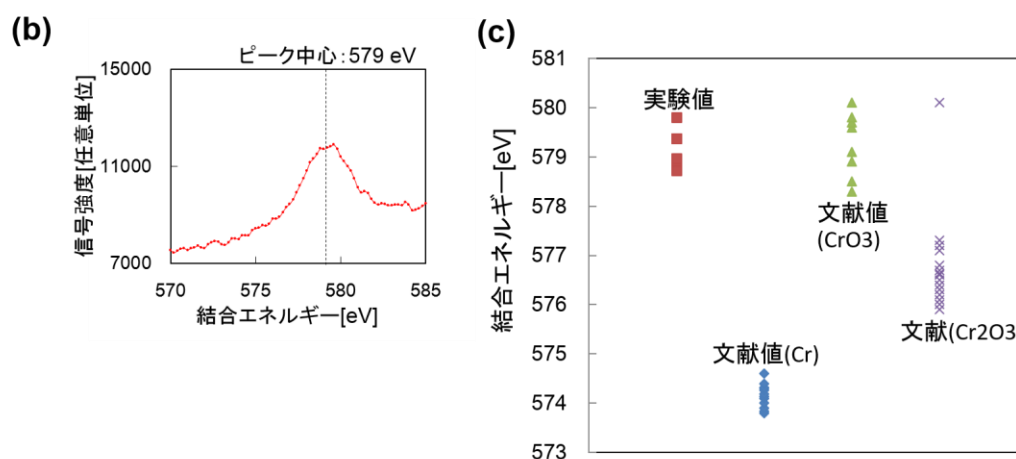 (b)
ピーク中心：579 eV
信号強度[任意単位]
15000
11000
7000
570
575
580
585
結合エネルギー[eV]
(c)
結合エネルギー[eV]
581
580
579
578
577
576
575
574
573
実験値
文献値
(CrO3)
文献値(Cr)
文献(Cr2O3